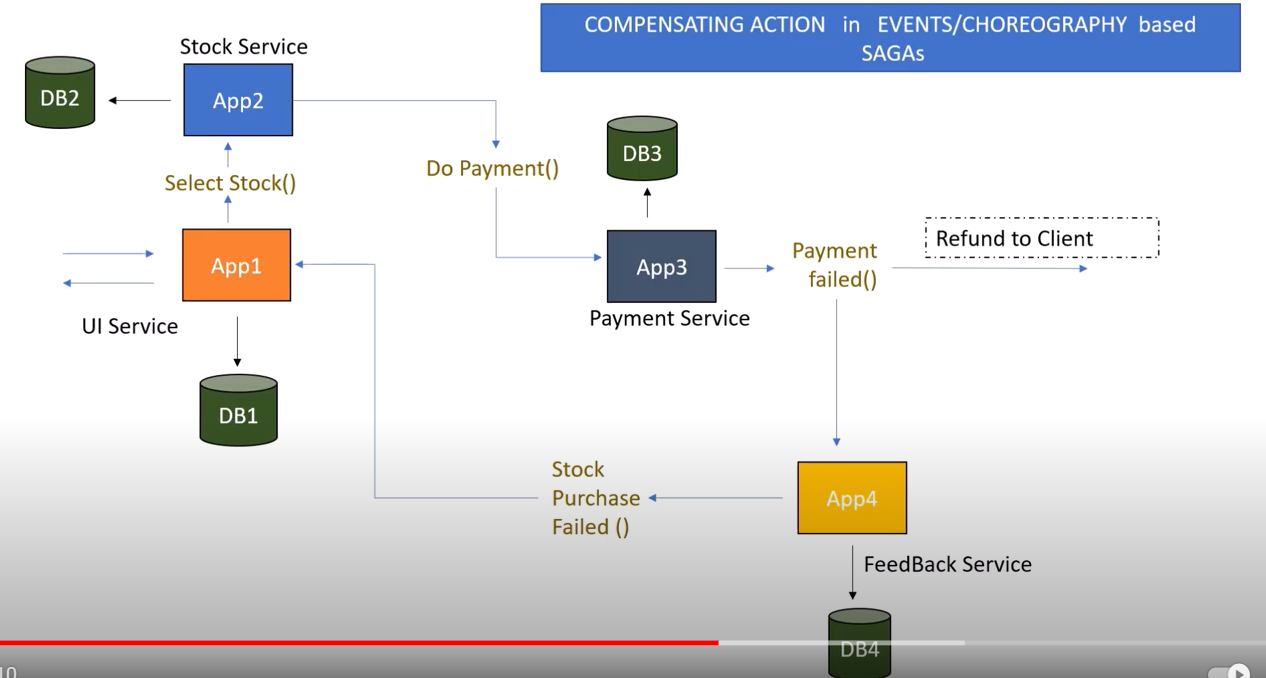 COMPENSATING ACTION in EVENTS/CHOREOGRAPHY based
SAGAs
Stock Service
DB2
App2
DB3
Do Payment()
Select Stock()
Refund to Client
App1
App3
Payment
failed()
UI Service
Payment Service
DB1
Stock
Purchase
Failed ()
App4
FeedBack Service
DB4